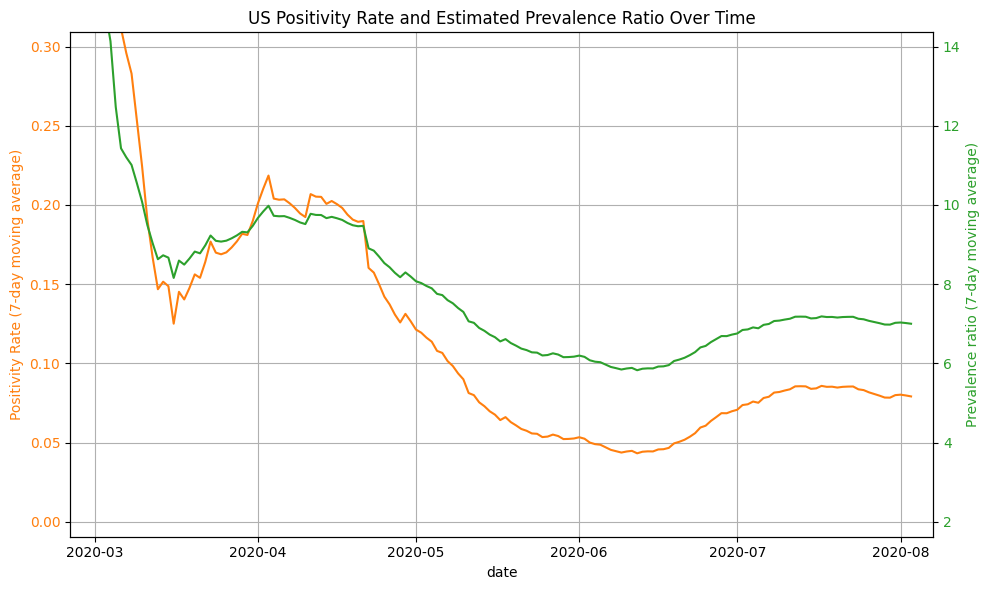 US Positivity Rate and Estimated Prevalence Ratio Over Time
Positivity Rate (7-day moving average)
0.30
0.25
0.20
0.15
0.10
0.05
0.00
14
12
10
8
6
4
2
Prevalence ratio (7-day moving average)
2020-03 2020-04 2020-05 2020-06 2020-07 2020-08
date